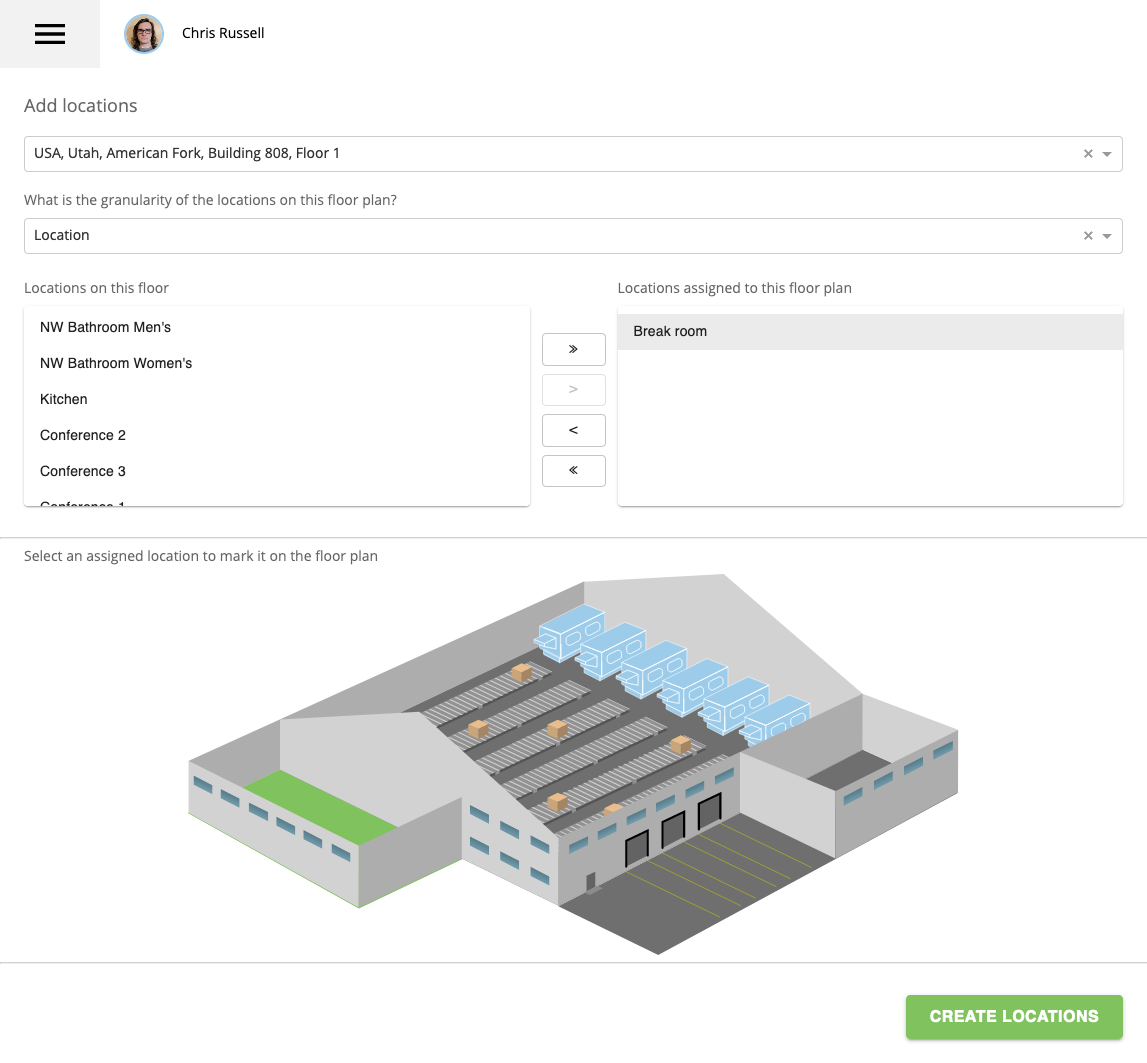 Chris Russell
Add locations
USA, Utah, American Fork, Building 808, Floor 1
What is the granularity of the locations on this floor plan?
Location
Locations on this floor
Locations assigned to this floor plan
NW Bathroom Men's
NW Bathroom Women's
Kitchen
Conference 2
Conference 3
Conference 1
»
>
<
«
Break room
Select an assigned location to mark it on the floor plan
CREATE LOCATIONS